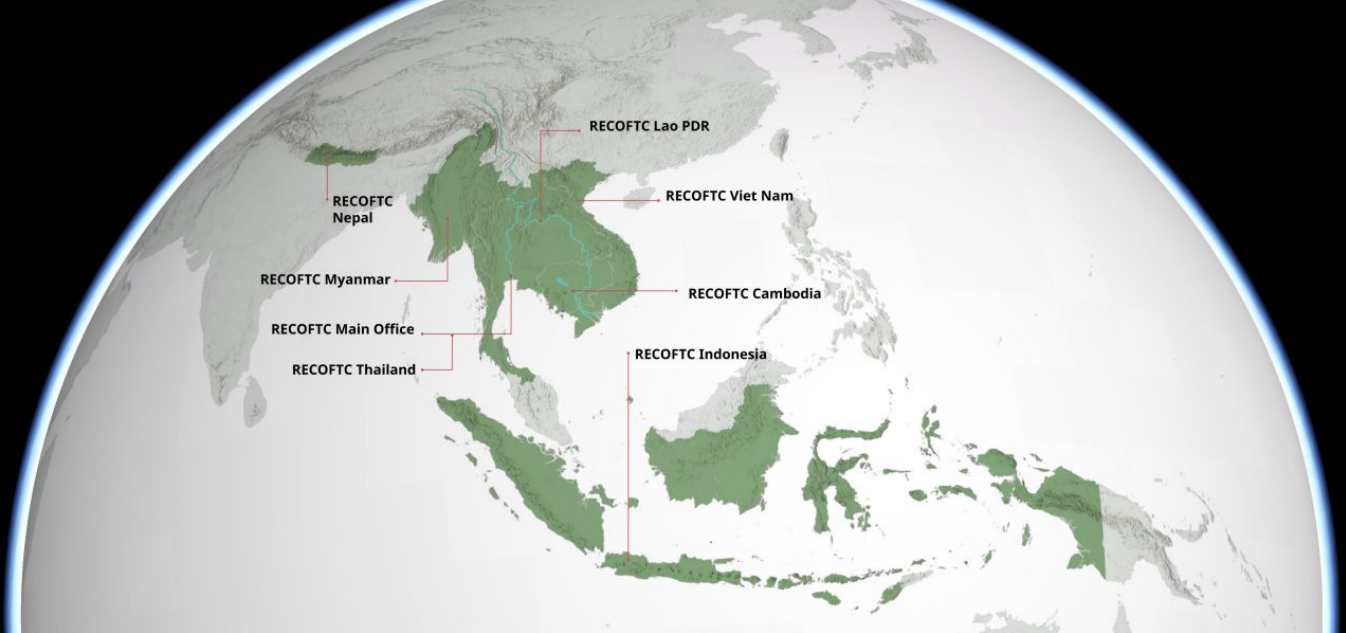 RECOFTC Lao PDR
RECOFTC Viet Nam
RECOFTC
Nepal
RECOFTC Myanmar
RECOFTC Cambodia
RECOFTC Main Office
RECOFTC Indonesia
RECOFTC Thailand